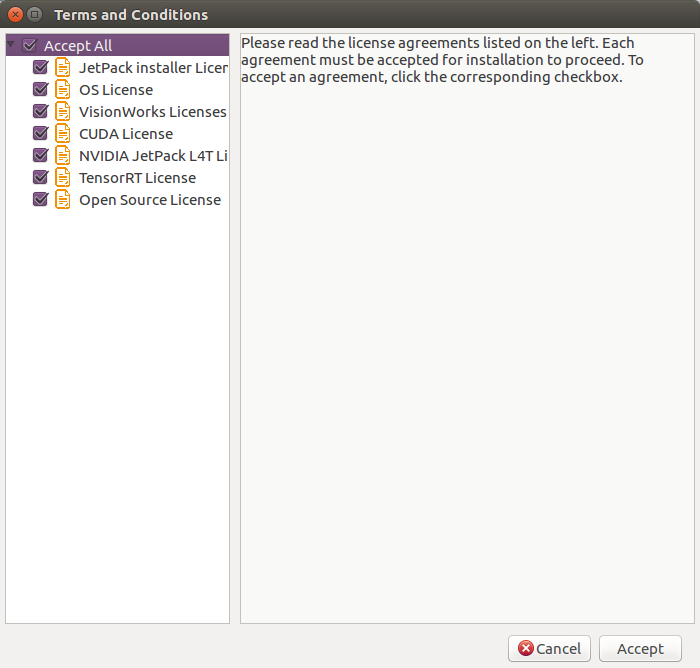 Terms and Conditions
Accept All
JetPack installer Licer
OS License
VisionWorks Licenses
CUDA License
NVIDIA JetPack L4T Li
TensorRT License
Open Source License
Please read the license agreements listed on the left. Each
agreement must be accepted for installation to proceed. To
accept an agreement, click the corresponding checkbox.
Cancel
Accept